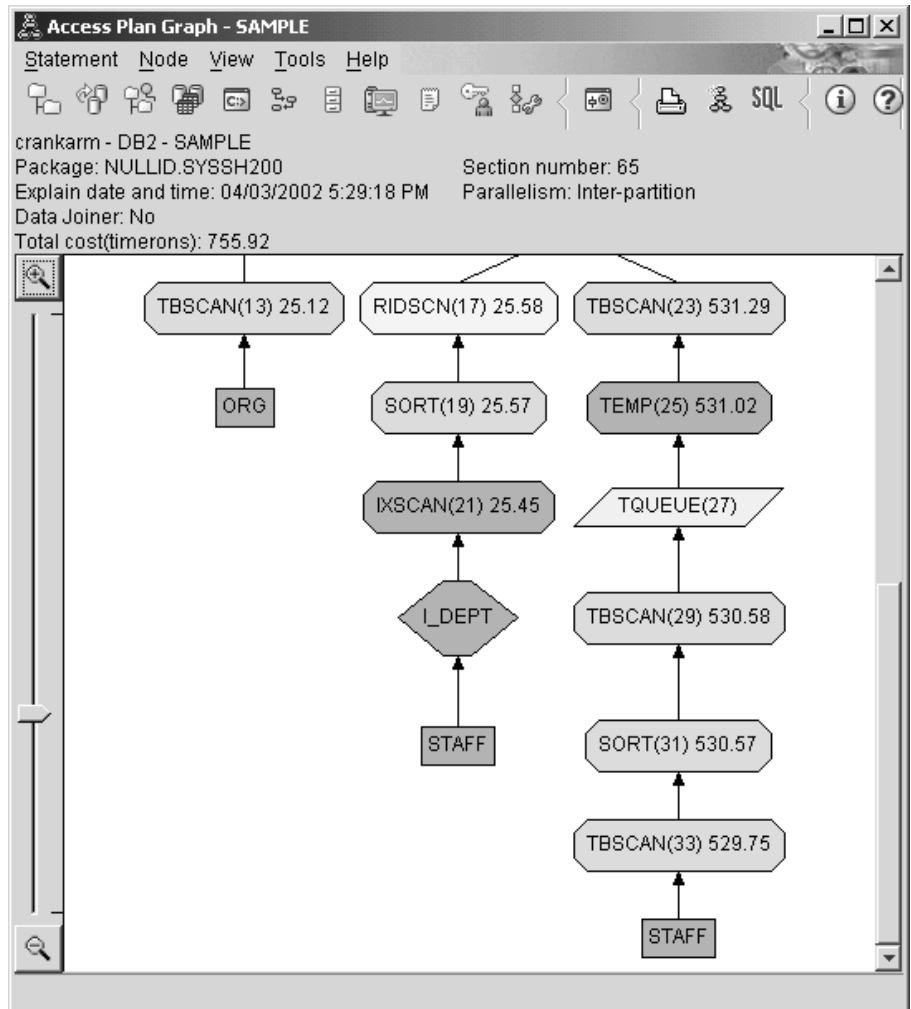 Access Plan Graph - SAMPLE
Statement Node View Tools Help
C:> SQL i ?
crankarm - DB2 - SAMPLE
Package: NULLID.SYSSH200 Section number: 65
Explain date and time: 04/03/2002 5:29:18 PM Parallelism: Inter-partition
Data Joiner: No
Total cost(timerons): 755.92
TBSCAN(13) 25.12 RIDSCN(17) 25.58 TBSCAN(23) 531.29
ORG SORT(19) 25.57 TEMP(25) 531.02
IXSCAN(21) 25.45 TQUEUE(27)
I_DEPT TBSCAN(29) 530.58
STAFF SORT(31) 530.57
TBSCAN(33) 529.75
STAFF